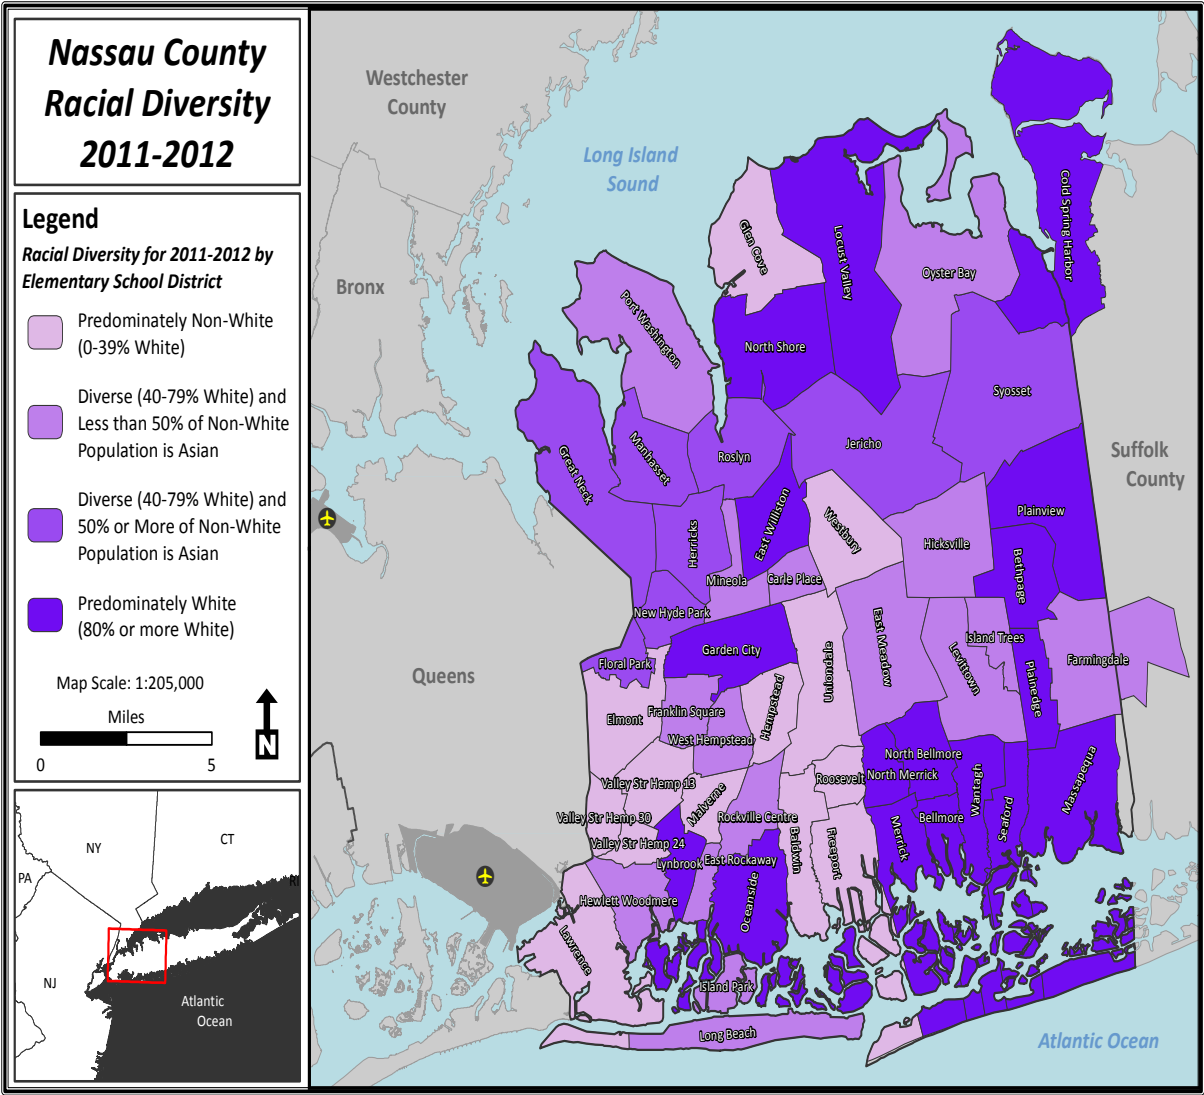 Nassau County
Racial Diversity
2011-2012
Legend
Racial Diversity for 2011-2012 by
Elementary School District
Predominately Non-White
(0-39% White)
Diverse (40-79% White) and
Less than 50% of Non-White
Population is Asian
Diverse (40-79% White) and
50% or More of Non-White
Population is Asian
Predominately White
(80% or more White)
Map Scale: 1:205,000
Miles
0
5
N
NY
CT
PA
RI
NJ
Atlantic
Ocean
Westchester
County
Long Island
Sound
Bronx
Queens
Suffolk
County
Atlantic Ocean
Cold Spring Harbor
Glen Cove
Locust Valley
Oyster Bay
Port Washington
North Shore
Syosset
Jericho
Great Neck
Manhasset
Roslyn
East Williston
Westbury
Hicksville
Plainview
Herricks
Mineola
Carle Place
Bethpage
New Hyde Park
Garden City
Uniondale
East Meadow
Levittown
Island Trees
Plainedge
Farmingdale
Floral Park
Elmont
Franklin Square
West Hempstead
Hempstead
North Bellmore
North Merrick
Roosevelt
Valley Str Hemp 13
Malverne
Valley Str Hemp 30
Valley Str Hemp 24
Rockville Centre
Baldwin
Freeport
Merrick
Bellmore
Wantagh
Seaford
Massapequa
Lynbrook
East Rockaway
Oceanside
Hewlett Woodmere
Lawrence
Island Park
Long Beach